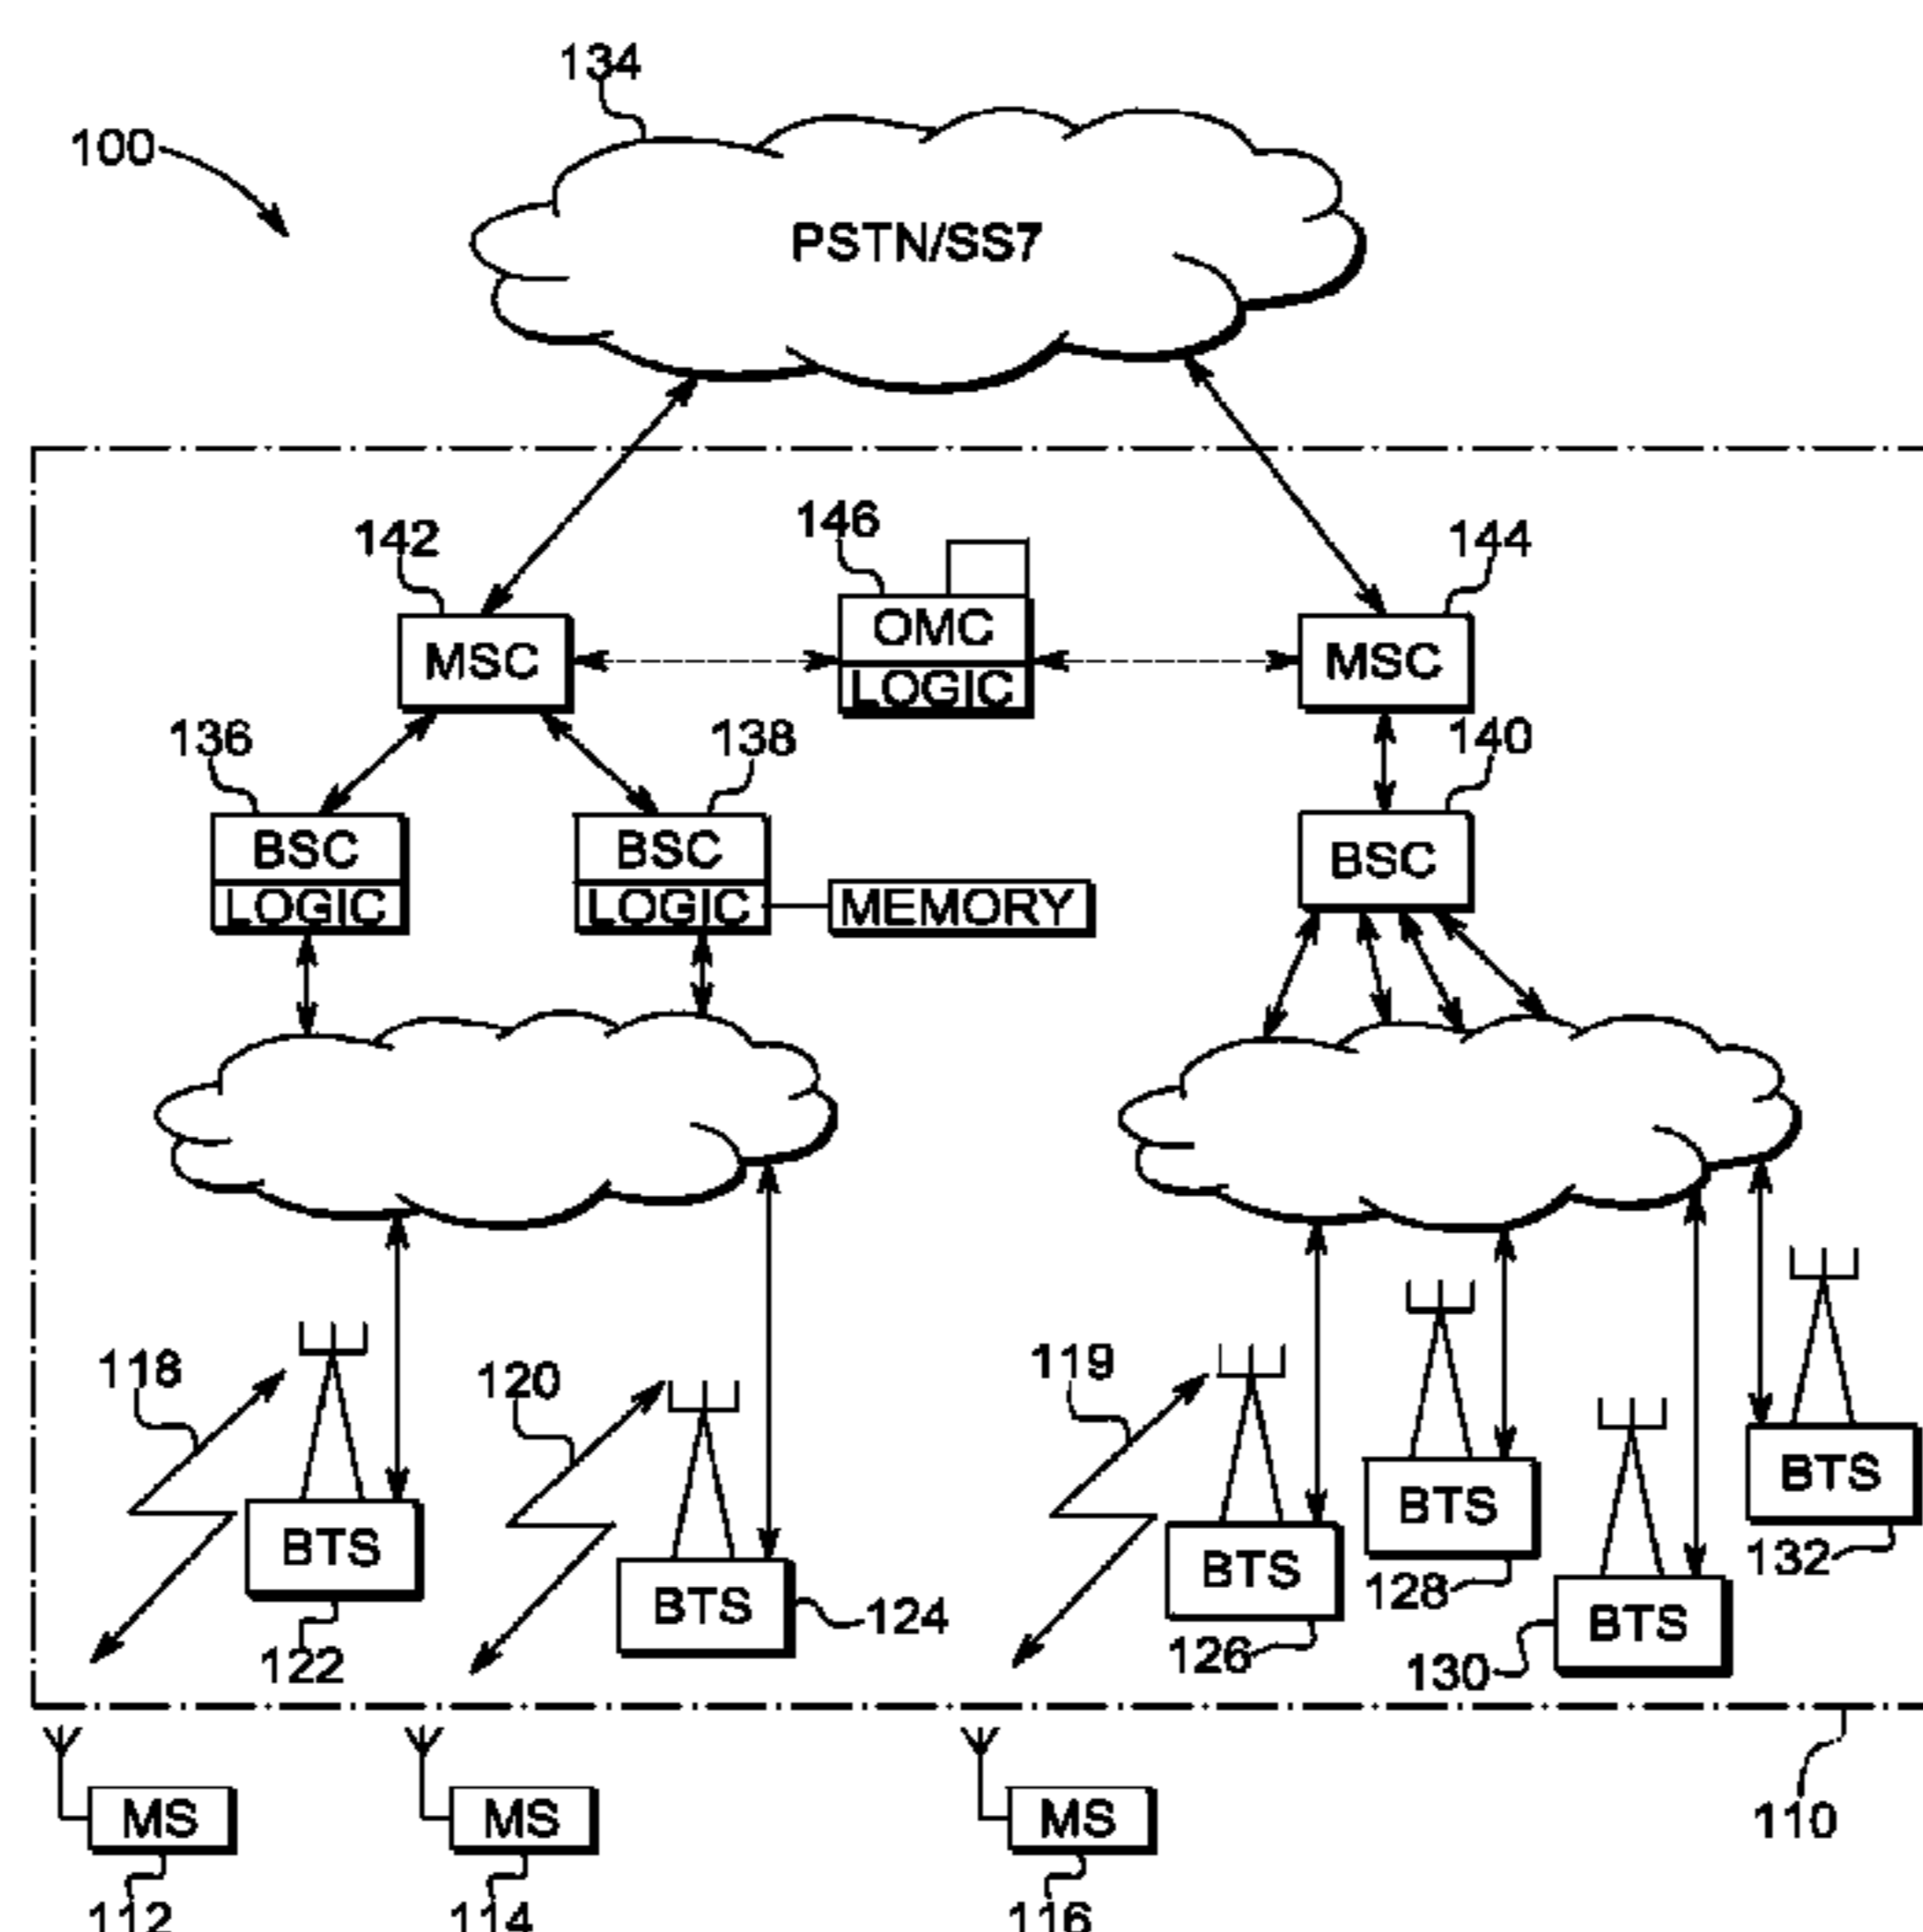 134
100
PSTN/SS7
142
146
144
MSC
OMC
LOGIC
MSC
136
138
140
BSC
LOGIC
BSC
LOGIC
MEMORY
BSC
118
120
119
BTS
122
BTS
124
BTS
126
BTS
128
BTS
130
BTS
132
110
MS
112
MS
114
MS
116